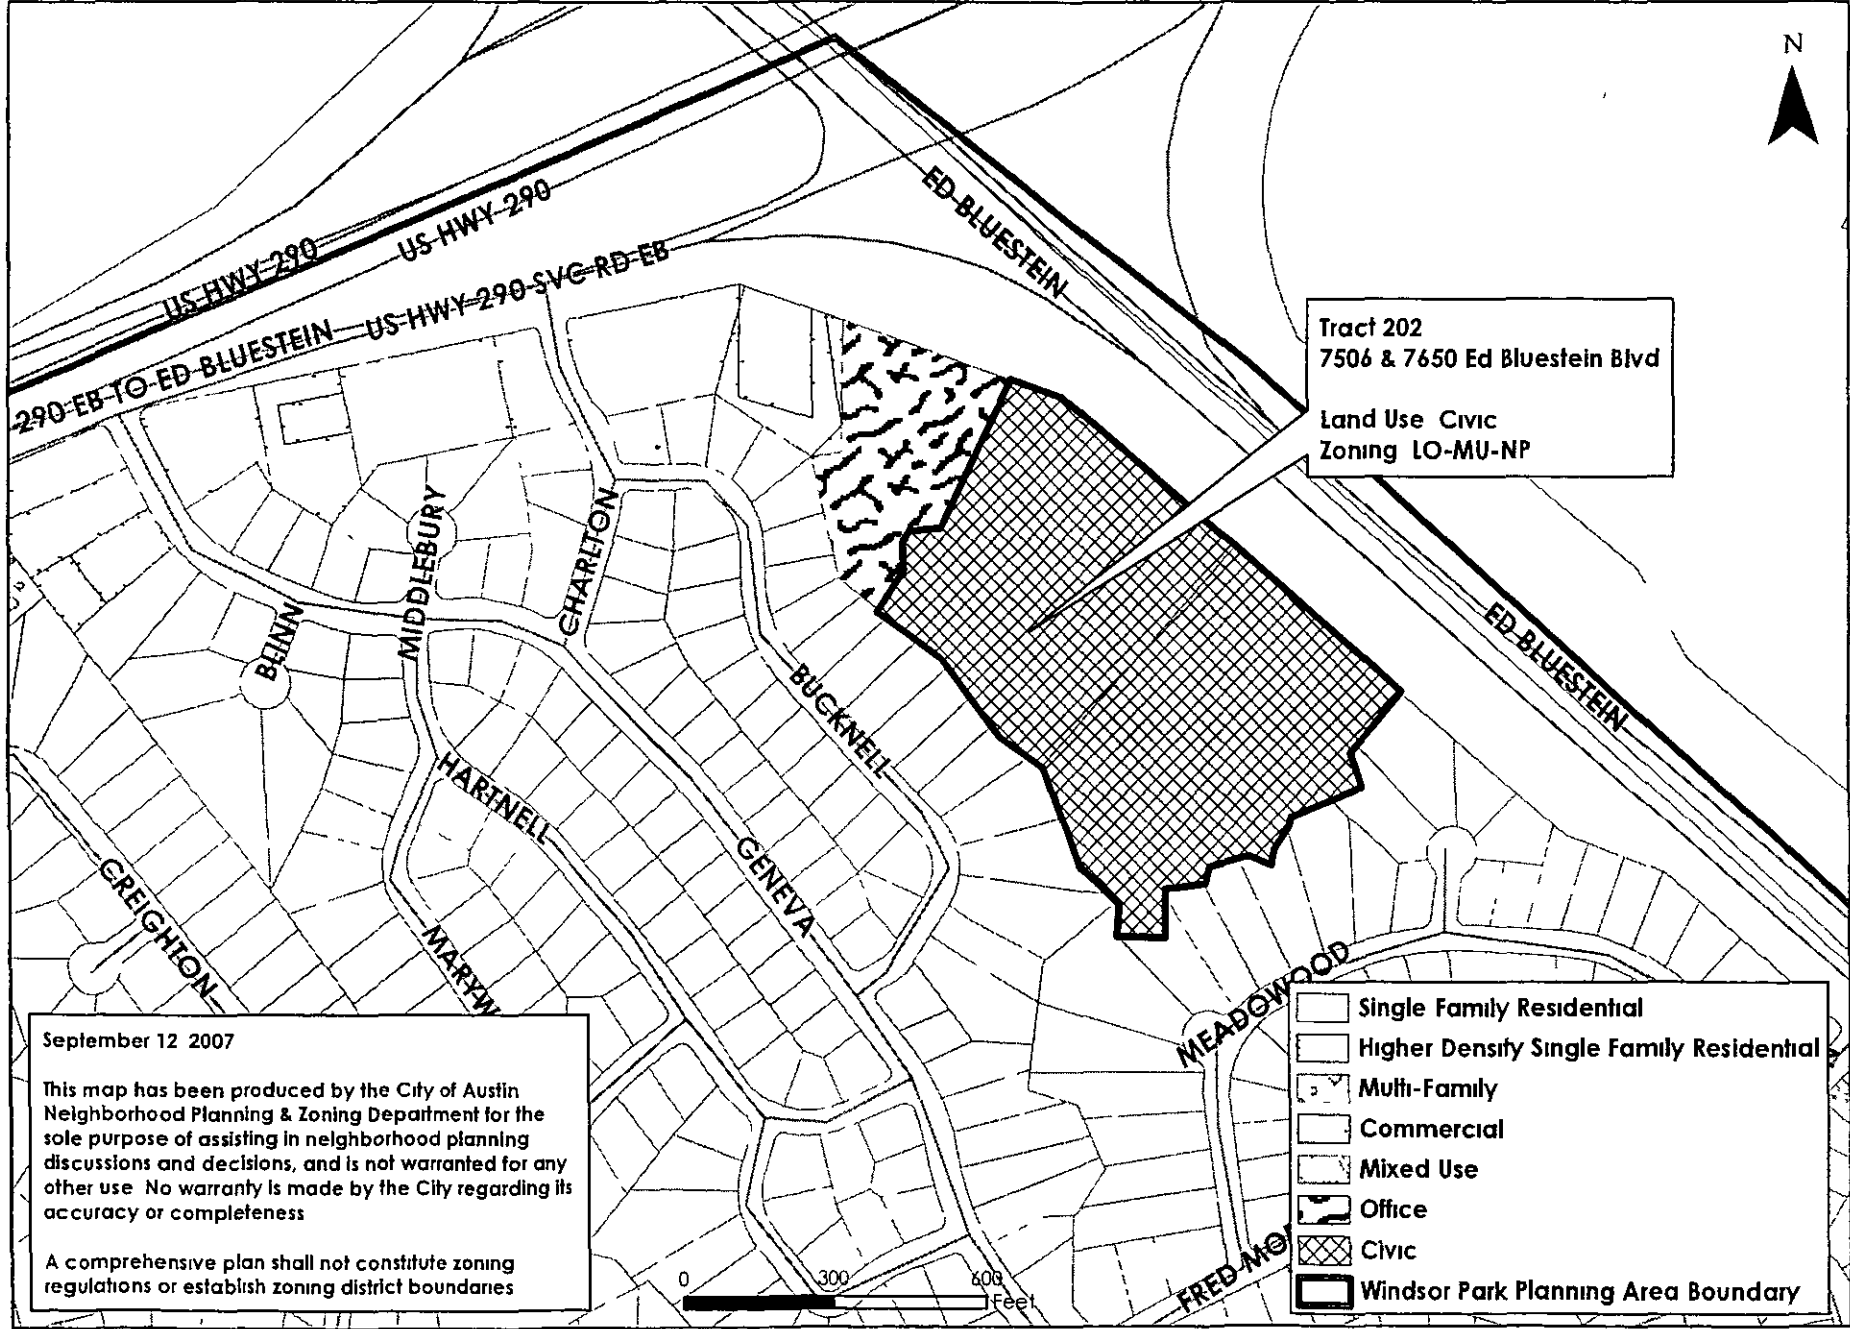 N
US HWY 290
US HWY 290
US HWY 290 SVC RD EB
290 EB TO ED BLUESTEIN
ED BLUESTEIN
Tract 202
7506 & 7650 Ed Bluestein Blvd
Land Use Civic
Zoning LO-MU-NP
ED BLUESTEIN
MIDDLEBURY
CHARLTON
BLINN
BUCKNELL
HARTNELL
GENEVA
CREIGHTON
MARYW
MEADOWOOD
FRED MO
September 12 2007
This map has been produced by the City of Austin
Neighborhood Planning & Zoning Department for the
sole purpose of assisting in neighborhood planning
discussions and decisions, and is not warranted for any
other use No warranty is made by the City regarding its
accuracy or completeness
A comprehensive plan shall not constitute zoning
regulations or establish zoning district boundaries
0 300 600
Feet
Single Family Residential
Higher Density Single Family Residential
Multi-Family
Commercial
Mixed Use
Office
Civic
Windsor Park Planning Area Boundary